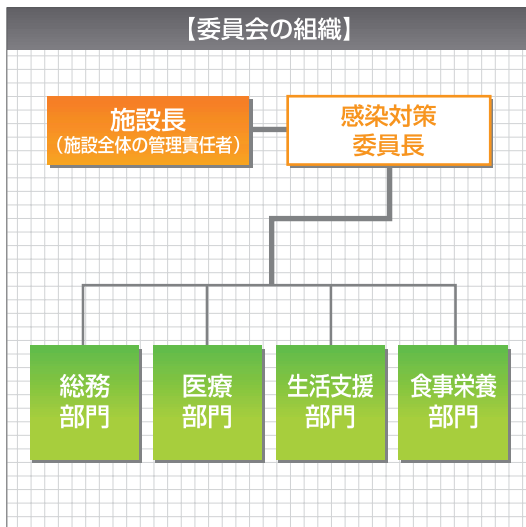 【委員会の組織】
施設長
（施設全体の管理責任者）
感染対策
委員長
総務
部門
医療
部門
生活支援
部門
食事栄養
部門